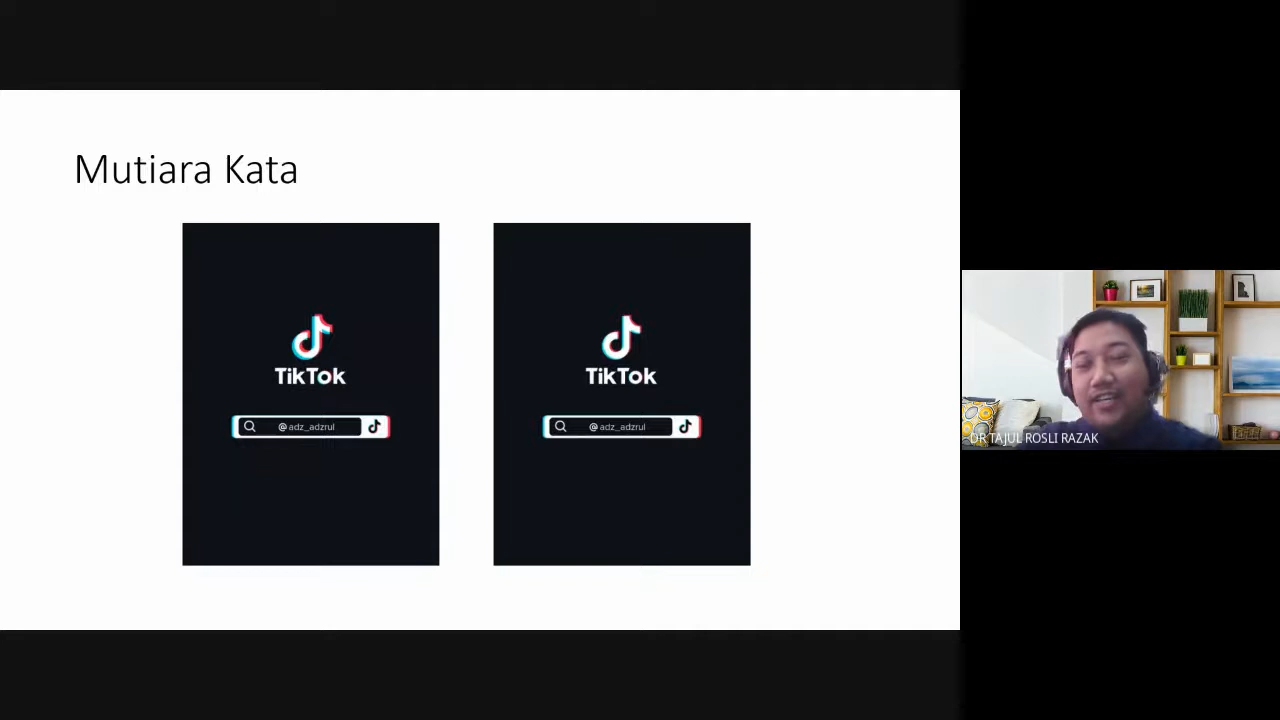 Mutiara Kata
TikTok
@adz_adzrul
TikTok
@adz_adzrul
DR TAJUL ROSLI RAZAK